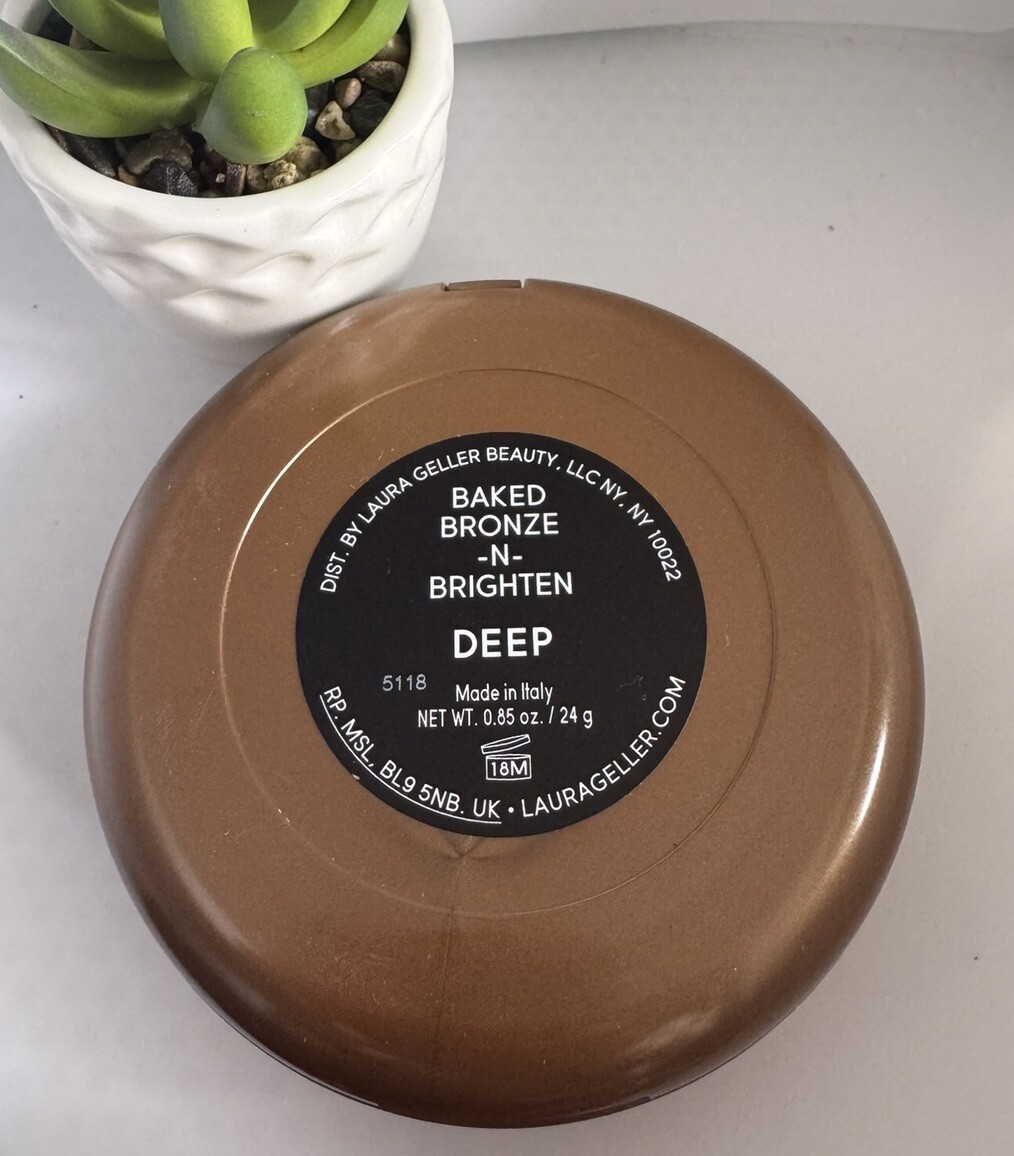 DIST. BY LAURA GELLER BEAUTY, LLC NY, NY 10022
BAKED
BRONZE
-N-
BRIGHTEN
DEEP
5118
Made in Italy
NET WT. 0.85 oz. / 24 g
18M
RP. MSL, BL9 5NB. UK • LAURAGELLER.COM